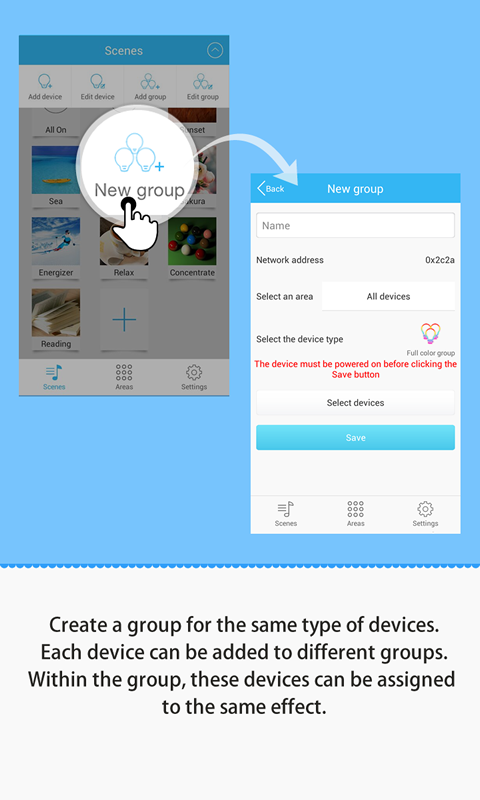 Scenes
Add device
Edit device
Add group
Edit group
All On
Sunset
New group
Sea
Energizer
Relax
Concentrate
Reading
Scenes
Areas
Settings
Back
New group
Name
Network address
0x2c2a
Select an area
All devices
Select the device type
Full color group
The device must be powered on before clicking the
Save button
Select devices
Save
Scenes
Areas
Settings
Create a group for the same type of devices.
Each device can be added to different groups.
Within the group, these devices can be assigned
to the same effect.